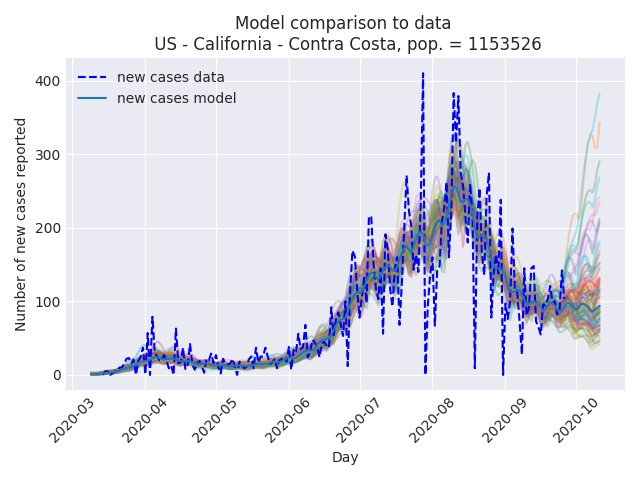 Model comparison to data
US - California - Contra Costa, pop. = 1153526
new cases data
new cases model
Number of new cases reported
400
300
200
100
0
2020-03
2020-04
2020-05
2020-06
2020-07
2020-08
2020-09
2020-10
Day